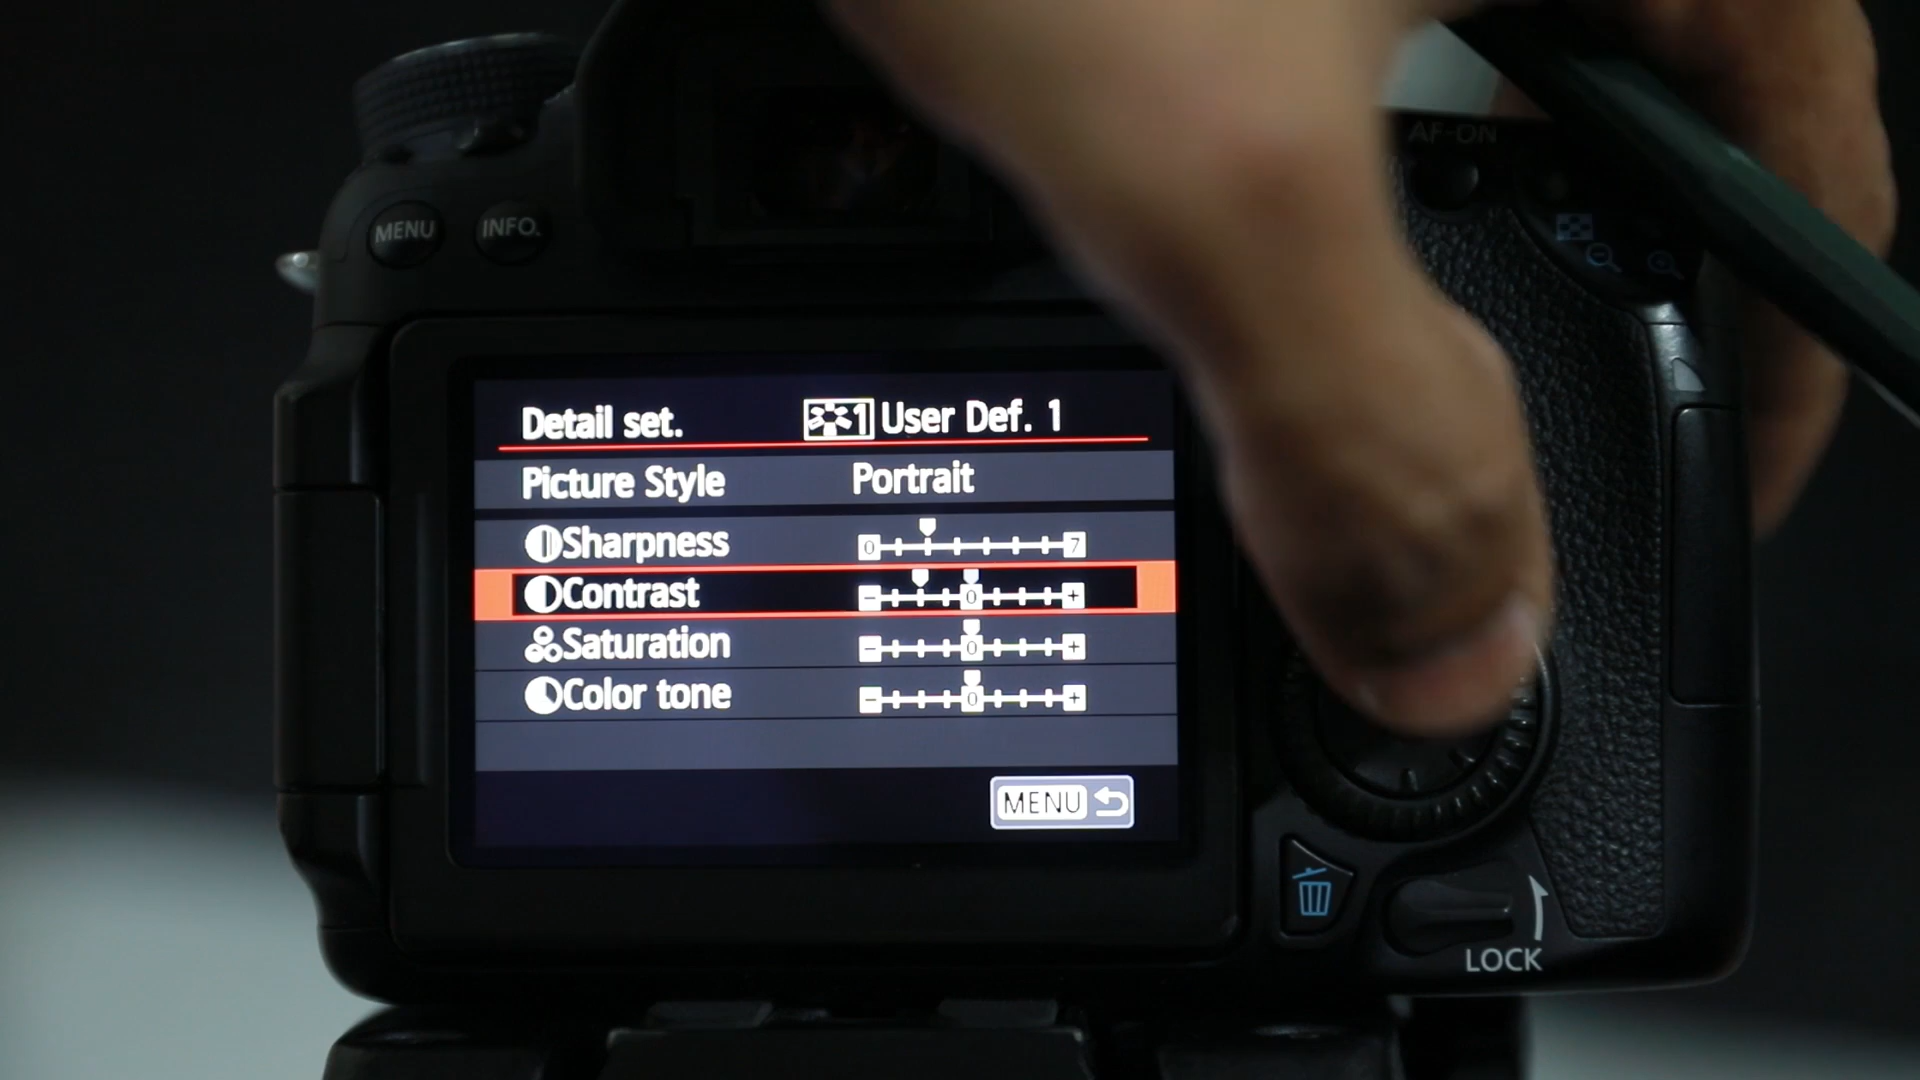 AF-ON
MENU INFO.
Detail set. 1 User Def. 1
Picture Style Portrait
Sharpness 0 7
Contrast − 0 +
Saturation − 0 +
Color tone − 0 +
MENU
LOCK